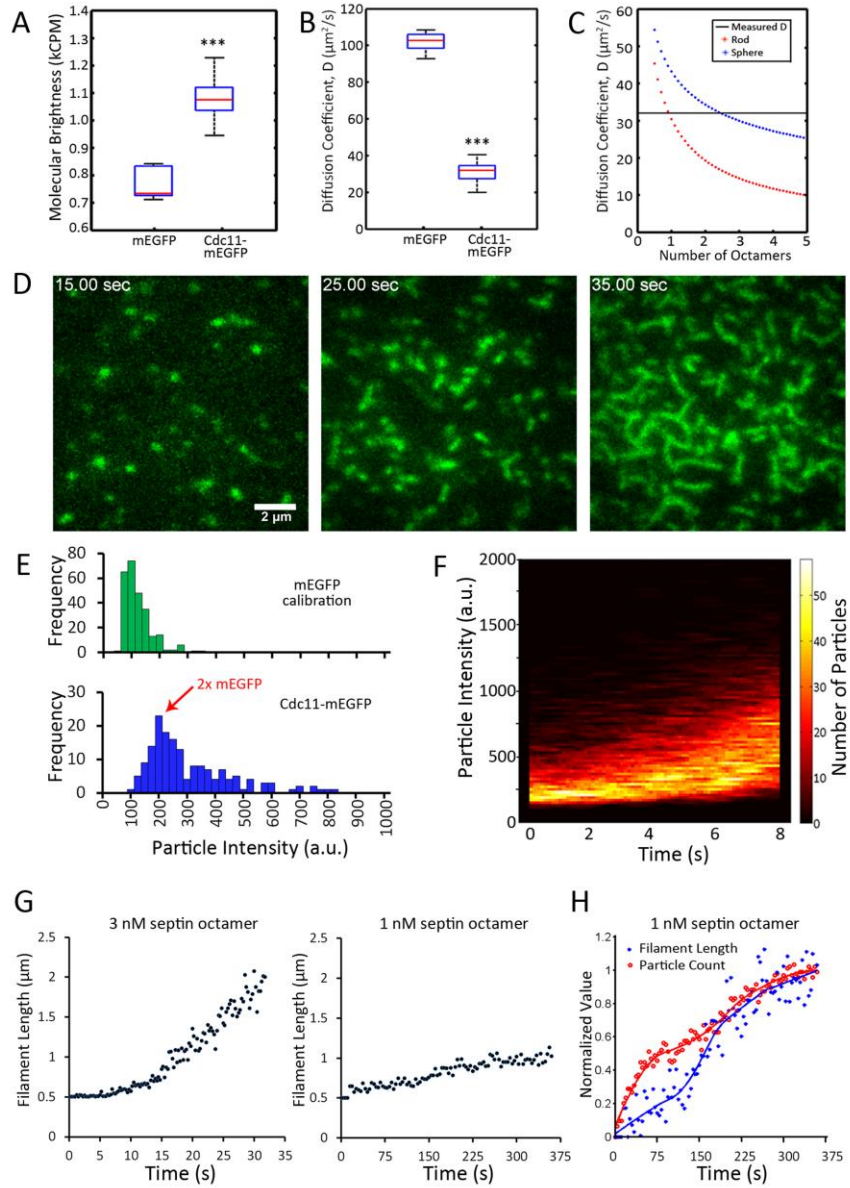 A
Molecular Brightness (kCPM)
1.3
1.2
1.1
1.0
0.9
0.8
0.7
0.6
***
mEGFP
Cdc11-
mEGFP
B
Diffusion Coefficient, D (µm²/s)
120
100
80
60
40
20
0
***
mEGFP
Cdc11-
mEGFP
C
Diffusion Coefficient, D (µm²/s)
60
50
40
30
20
10
0
Measured D
Rod
Sphere
0 1 2 3 4 5
Number of Octamers
D
15.00 sec
2 µm
25.00 sec
35.00 sec
E
Frequency
80
60
40
20
0
mEGFP
calibration
Frequency
30
20
10
0
2x mEGFP
Cdc11-mEGFP
0 100 200 300 400 500 600 700 800 900 1000
Particle Intensity (a.u.)
F
Particle Intensity (a.u.)
2000
1500
1000
500
0
0 2 4 6 8
Time (s)
50
40
30
20
10
0
Number of Particles
G
3 nM septin octamer
Filament Length (µm)
2.5
2
1.5
1
0.5
0
0 5 10 15 20 25 30 35
Time (s)
1 nM septin octamer
Filament Length (µm)
2.5
2
1.5
1
0.5
0
0 75 150 225 300 375
Time (s)
H
1 nM septin octamer
Normalized Value
1.2
1
0.8
0.6
0.4
0.2
0
Filament Length
Particle Count
0 75 150 225 300 375
Time (s)